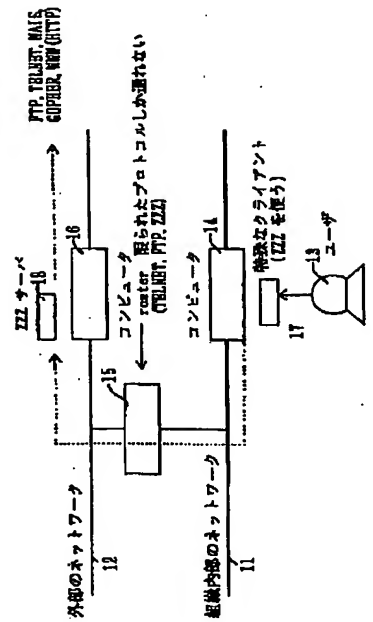 FTP, TELNET, WAIS,
GOPHER, WWW(HTTP)
ZZZ サーバ
18
16
外部のネットワーク
12
コンピュータ
router 限られたプロトコルしか通れない
(TELNET, FTP, ZZZ)
15
コンピュータ
14
組織内部のネットワーク
11
特殊なクライアント
(ZZZ を使う)
17
13
ユーザ